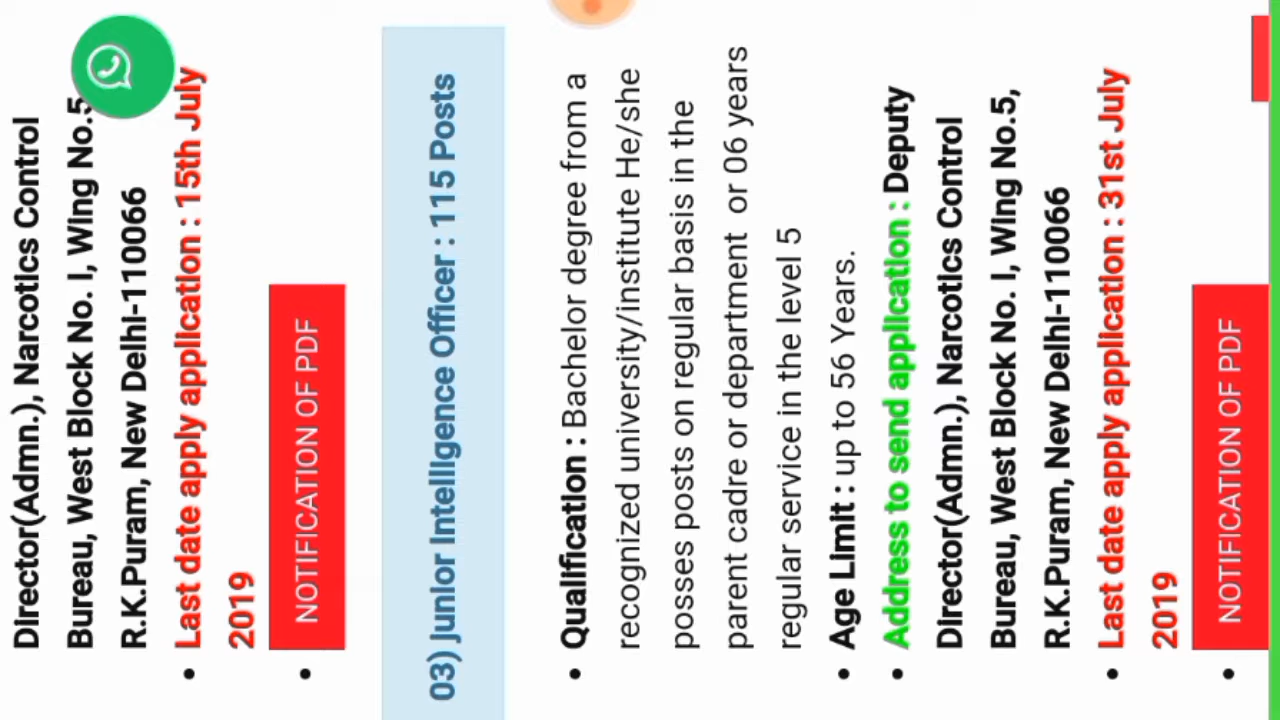 Director(Admn.), Narcotics Control
Bureau, West Block No. I, Wing No.5,
R.K.Puram, New Delhi-110066
• Last date apply application : 15th July
2019
• NOTIFICATION OF PDF
03) Junior Intelligence Officer : 115 Posts
• Qualification : Bachelor degree from a
recognized university/institute He/she
posses posts on regular basis in the
parent cadre or department or 06 years
regular service in the level 5
• Age Limit : up to 56 Years.
• Address to send application : Deputy
Director(Admn.), Narcotics Control
Bureau, West Block No. I, Wing No.5,
R.K.Puram, New Delhi-110066
• Last date apply application : 31st July
2019
• NOTIFICATION OF PDF